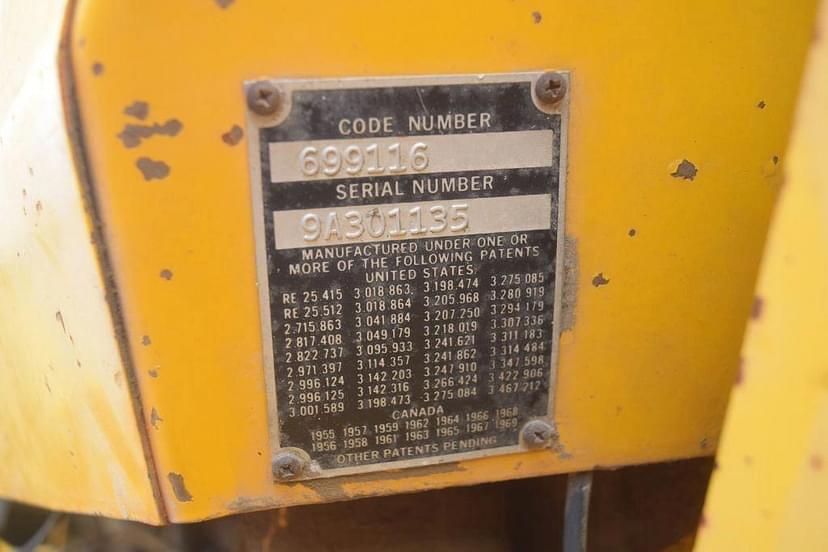 CODE NUMBER
699116
SERIAL NUMBER
9A301135
MANUFACTURED UNDER ONE OR
MORE OF THE FOLLOWING PATENTS
UNITED STATES
RE 25.415 3.018 863. 3.198.474 3.275 085
RE 25.512 3.018 864 3.205.968 3.280 919
2.715.863 3.041 884 3.207.250 3.294 179
2.817 408 3.049.179 3.218 019 3.307.336
2 822 737 3.095.933 3.241.621 3.311.183
2.971.397 3.114 357 3.241 862 3.314 484
2.996.124 3.142 203 3.247 910 3.347 598
2.996 125 3.142 316 3.266 424 3.422 906
3.001.589 3.198 473 3.275 084 3 467 212
CANADA
1955 1957 1959 1962 1964 1966 1968
1956 1958 1961 1963 1965 1967 1969
OTHER PATENTS PENDING